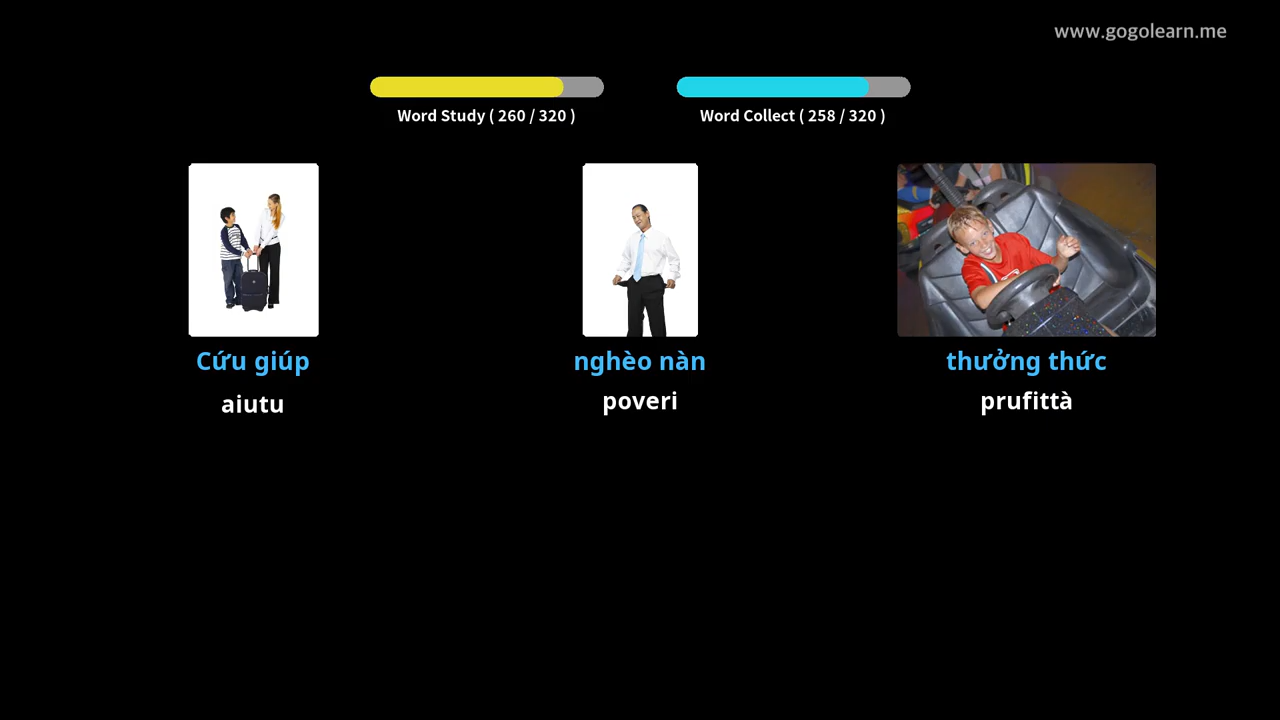 www.gogolearn.me
Word Study ( 260 / 320 )
Word Collect ( 258 / 320 )
Cứu giúp
aiutu
nghèo nàn
poveri
thưởng thức
prufittà